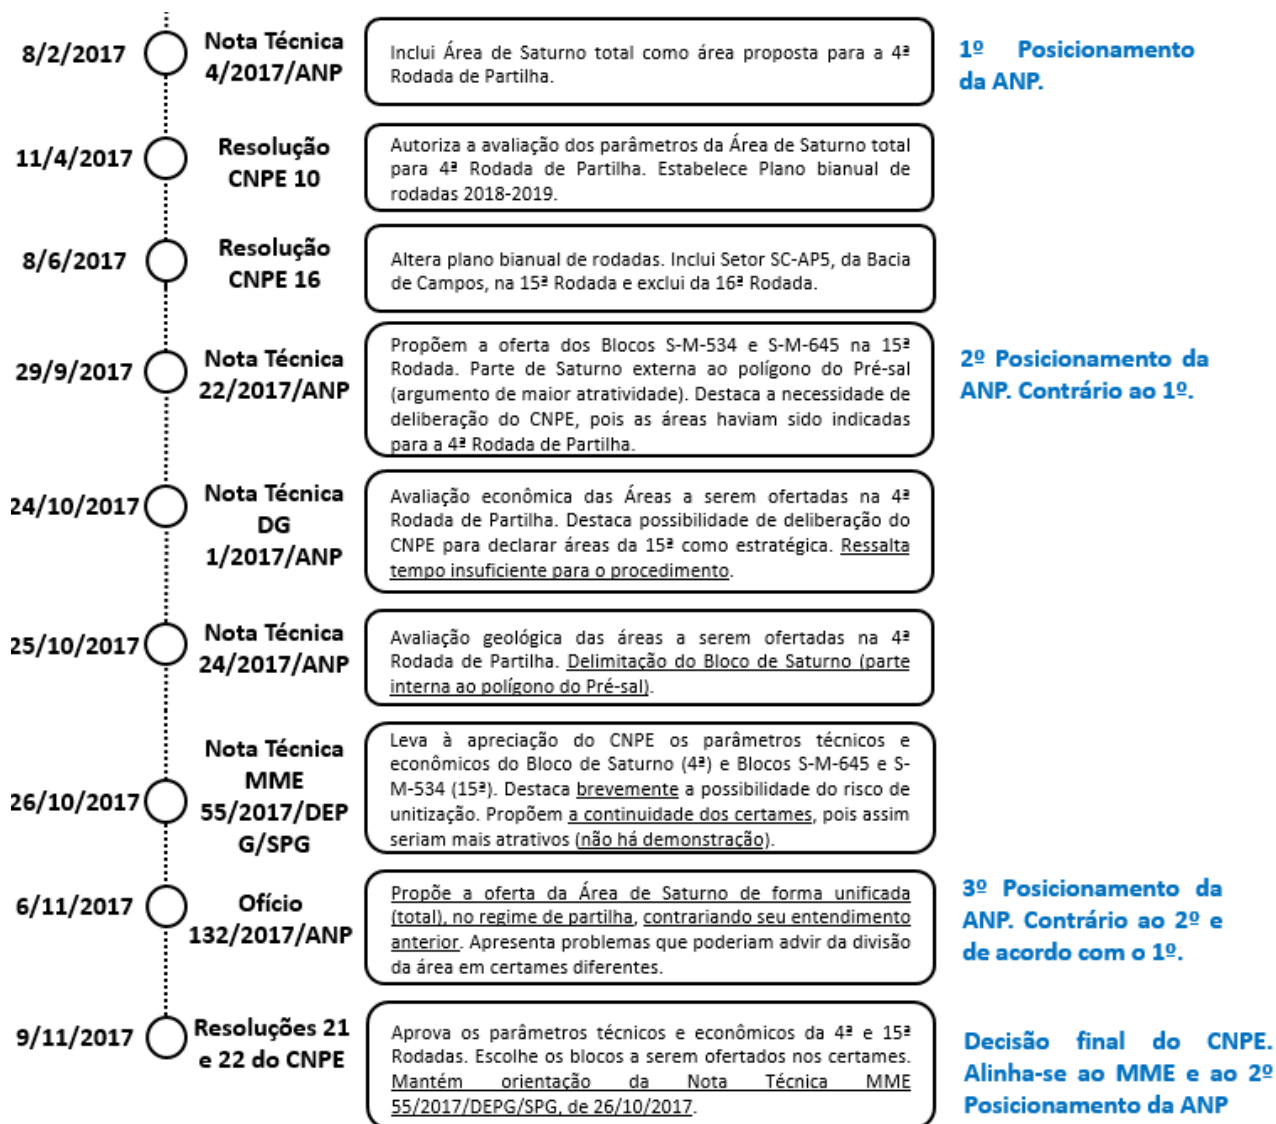 8/2/2017
Nota Técnica
4/2017/ANP
Inclui Área de Saturno total como área proposta para a 4ª
Rodada de Partilha.
1º Posicionamento
da ANP.
11/4/2017
Resolução
CNPE 10
Autoriza a avaliação dos parâmetros da Área de Saturno total
para 4ª Rodada de Partilha. Estabelece Plano bianual de
rodadas 2018-2019.
8/6/2017
Resolução
CNPE 16
Altera plano bianual de rodadas. Inclui Setor SC-AP5, da Bacia
de Campos, na 15ª Rodada e exclui da 16ª Rodada.
29/9/2017
Nota Técnica
22/2017/ANP
Propõem a oferta dos Blocos S-M-534 e S-M-645 na 15ª
Rodada. Parte de Saturno externa ao polígono do Pré-sal
(argumento de maior atratividade). Destaca a necessidade de
deliberação do CNPE, pois as áreas haviam sido indicadas
para a 4ª Rodada de Partilha.
2º Posicionamento da
ANP. Contrário ao 1º.
24/10/2017
Nota Técnica
DG
1/2017/ANP
Avaliação econômica das Áreas a serem ofertadas na 4ª
Rodada de Partilha. Destaca possibilidade de deliberação do
CNPE para declarar áreas da 15ª como estratégica. Ressalta
tempo insuficiente para o procedimento.
25/10/2017
Nota Técnica
24/2017/ANP
Avaliação geológica das áreas a serem ofertadas na 4ª
Rodada de Partilha. Delimitação do Bloco de Saturno (parte
interna ao polígono do Pré-sal).
26/10/2017
Nota Técnica
MME
55/2017/DEP
G/SPG
Leva à apreciação do CNPE os parâmetros técnicos e
econômicos do Bloco de Saturno (4ª) e Blocos S-M-645 e S-
M-534 (15ª). Destaca brevemente a possibilidade do risco de
unitização. Propõem a continuidade dos certames, pois assim
seriam mais atrativos (não há demonstração).
6/11/2017
Ofício
132/2017/ANP
Propõe a oferta da Área de Saturno de forma unificada
(total), no regime de partilha, contrariando seu entendimento
anterior. Apresenta problemas que poderiam advir da divisão
da área em certames diferentes.
3º Posicionamento da
ANP. Contrário ao 2º e
de acordo com o 1º.
9/11/2017
Resoluções 21
e 22 do CNPE
Aprova os parâmetros técnicos e econômicos da 4ª e 15ª
Rodadas. Escolhe os blocos a serem ofertados nos certames.
Mantém orientação da Nota Técnica MME
55/2017/DEPG/SPG, de 26/10/2017.
Decisão final do CNPE.
Alinha-se ao MME e ao 2º
Posicionamento da ANP